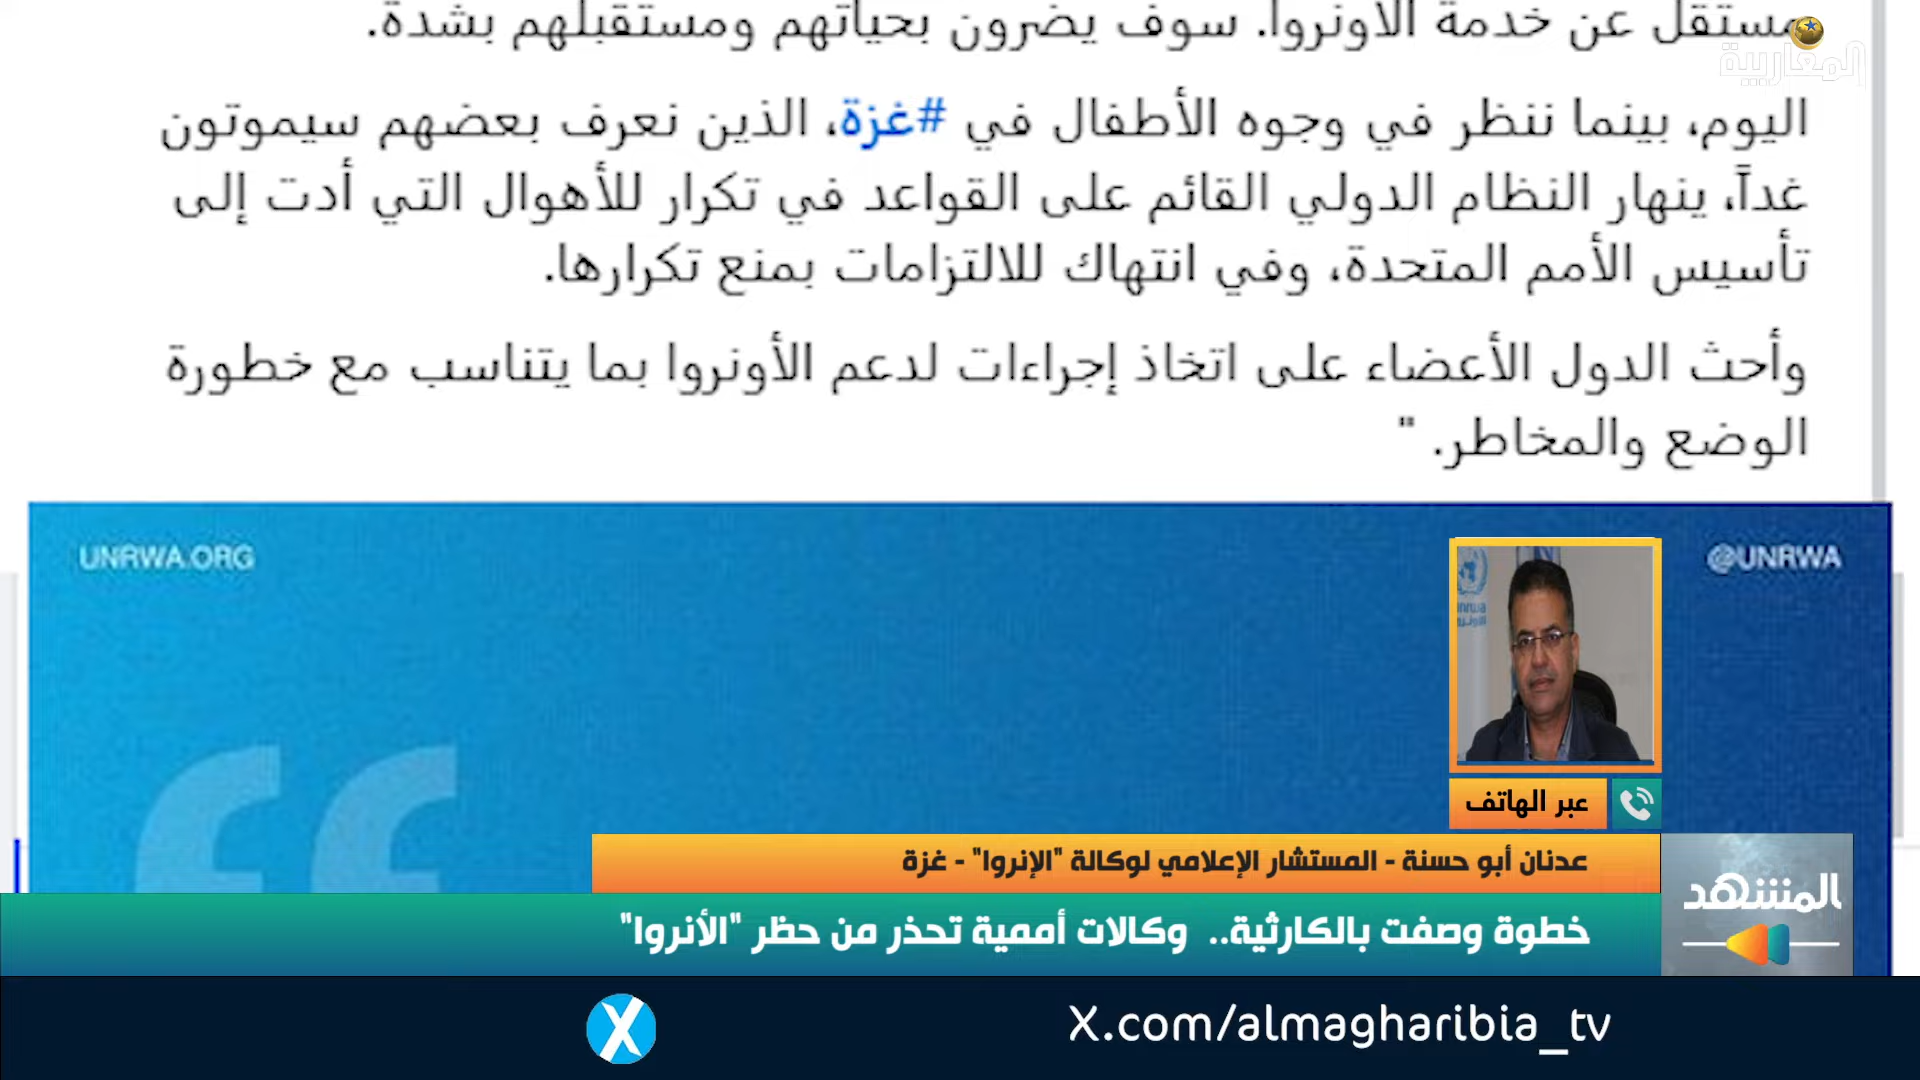 مستقل عن خدمة الأونروا. سوف يضرون بحياتهم ومستقبلهم بشدة.
المغاربية
اليوم، بينما ننظر في وجوه الأطفال في #غزة، الذين نعرف بعضهم سيموتون
غداً، ينهار النظام الدولي القائم على القواعد في تكرار للأهوال التي أدت إلى
تأسيس الأمم المتحدة، وفي انتهاك للالتزامات بمنع تكرارها.
وأحث الدول الأعضاء على اتخاذ إجراءات لدعم الأونروا بما يتناسب مع خطورة
الوضع والمخاطر. "
@UNRWA
UNRWA.ORG
unrwa
الأونروا
عبر الهاتف
عدنان أبو حسنة - المستشار الإعلامي لوكالة "الإنروا" - غزة
المشهد
خطوة وصفت بالكارثية.. وكالات أممية تحذر من حظر "الأنروا"
X.com/almagharibia_tv